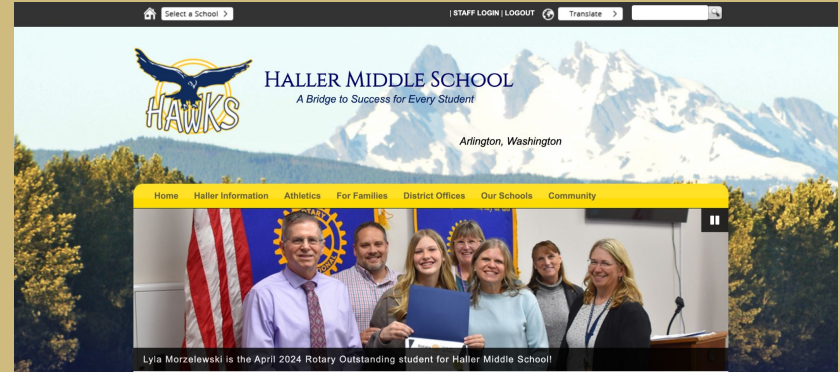 Select a School >
| STAFF LOGIN | LOGOUT
Translate >
HAWKS
HALLER MIDDLE SCHOOL
A Bridge to Success for Every Student
Arlington, Washington
Home Haller Information Athletics For Families District Offices Our Schools Community
ROTARY
Lyla Morzelewski is the April 2024 Rotary Outstanding student for Haller Middle School!